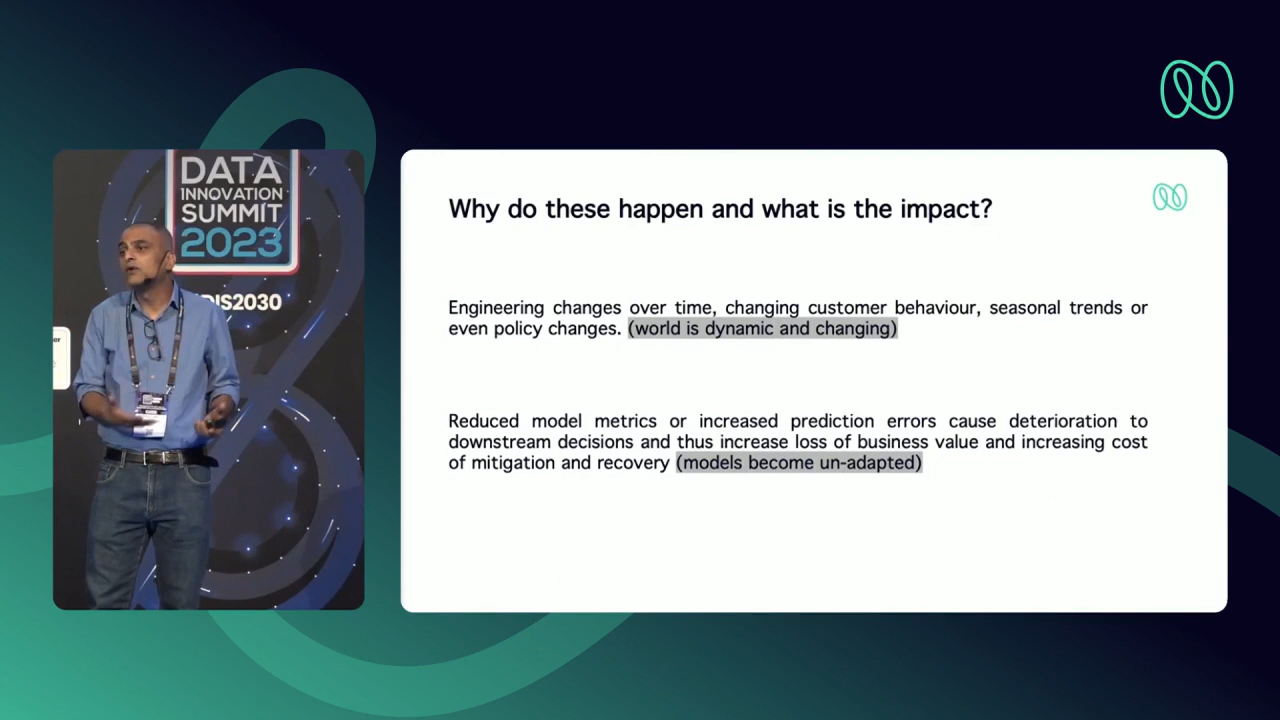 DATA
INNOVATION
SUMMIT
2023
DIS2030
Why do these happen and what is the impact?
Engineering changes over time, changing customer behaviour, seasonal trends or
even policy changes. (world is dynamic and changing)
Reduced model metrics or increased prediction errors cause deterioration to
downstream decisions and thus increase loss of business value and increasing cost
of mitigation and recovery (models become un-adapted)